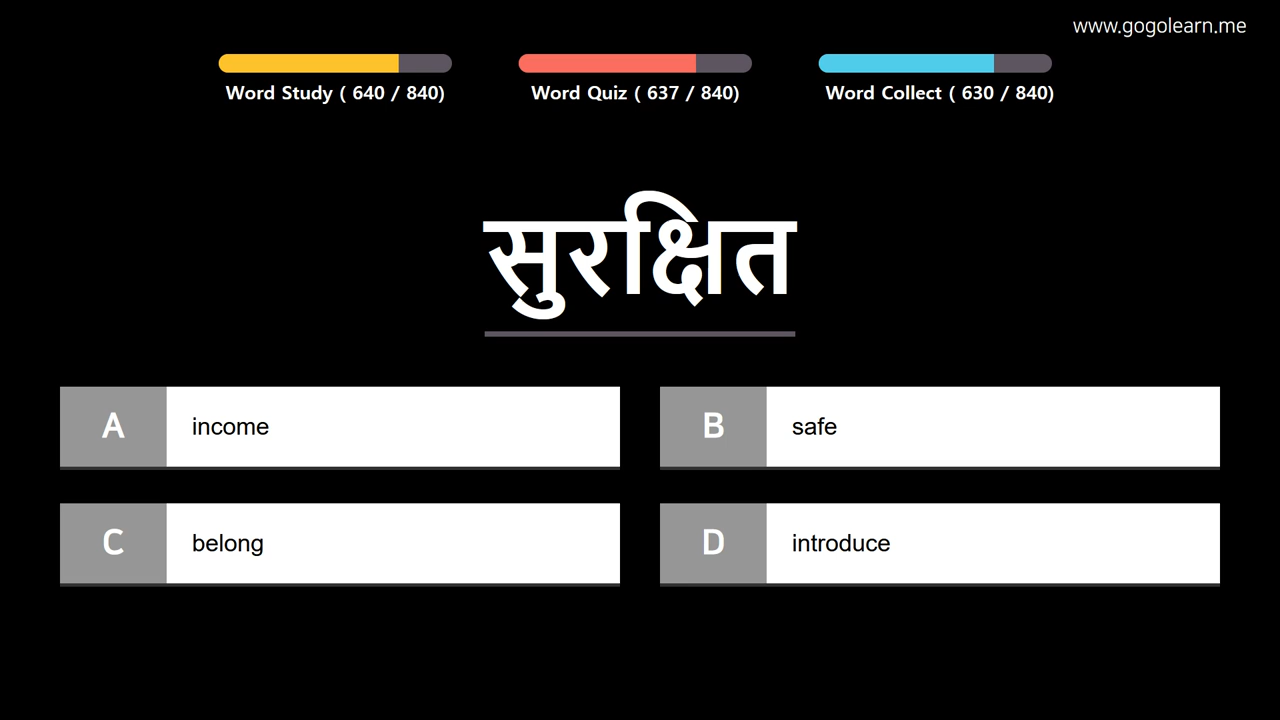 www.gogolearn.me
Word Study ( 640 / 840)
Word Quiz ( 637 / 840)
Word Collect ( 630 / 840)
सुरक्षित
A income
B safe
C belong
D introduce